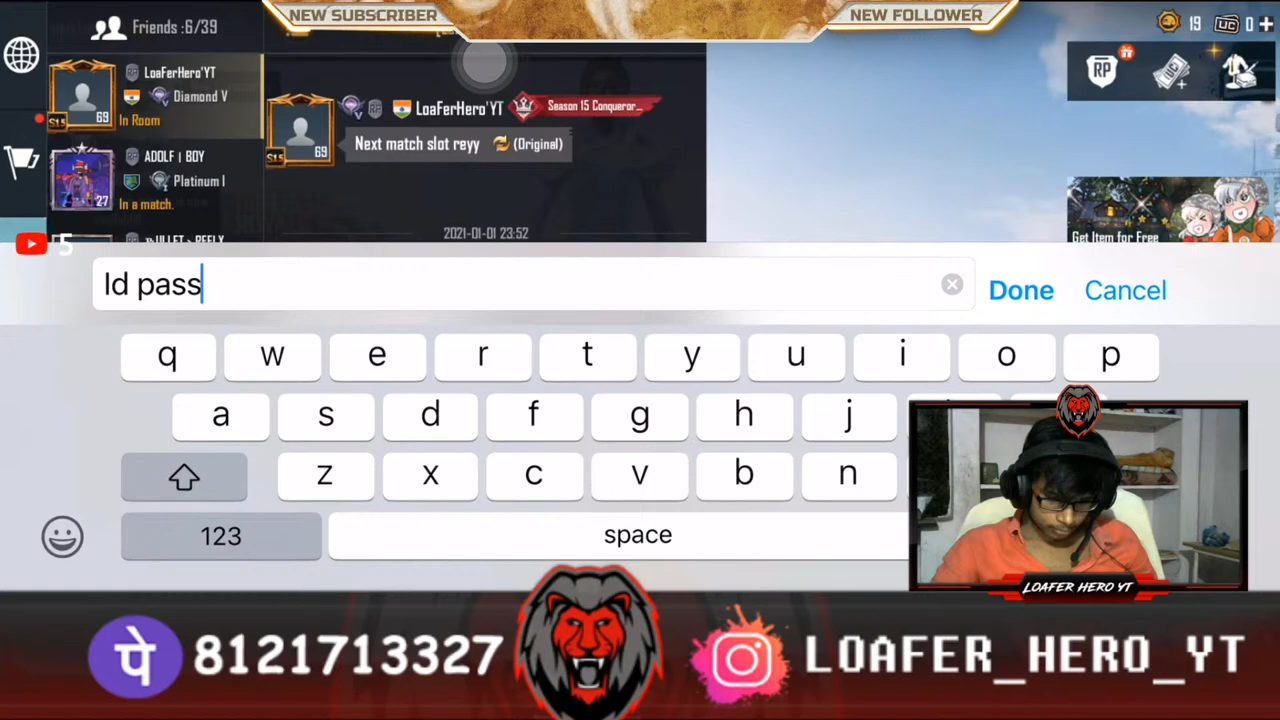 NEW SUBSCRIBER
NEW FOLLOWER
Friends :6/39
19
UC 0 +
RP
UC
LoaFerHero'YT
Diamond V
In Room
S15
69
LoaFerHero'YT
Season 15 Conqueror...
Next match slot reyy (Original)
S15
69
ADOLF | BOY
Platinum I
In a match.
27
2021-01-01 23:52
Get Item for Free
5
Id pass
Done
Cancel
q w e r t y u i o p
a s d f g h j
z x c v b n
123
space
LOAFER HERO YT
पे 8121713327
LOAFER_HERO_YT